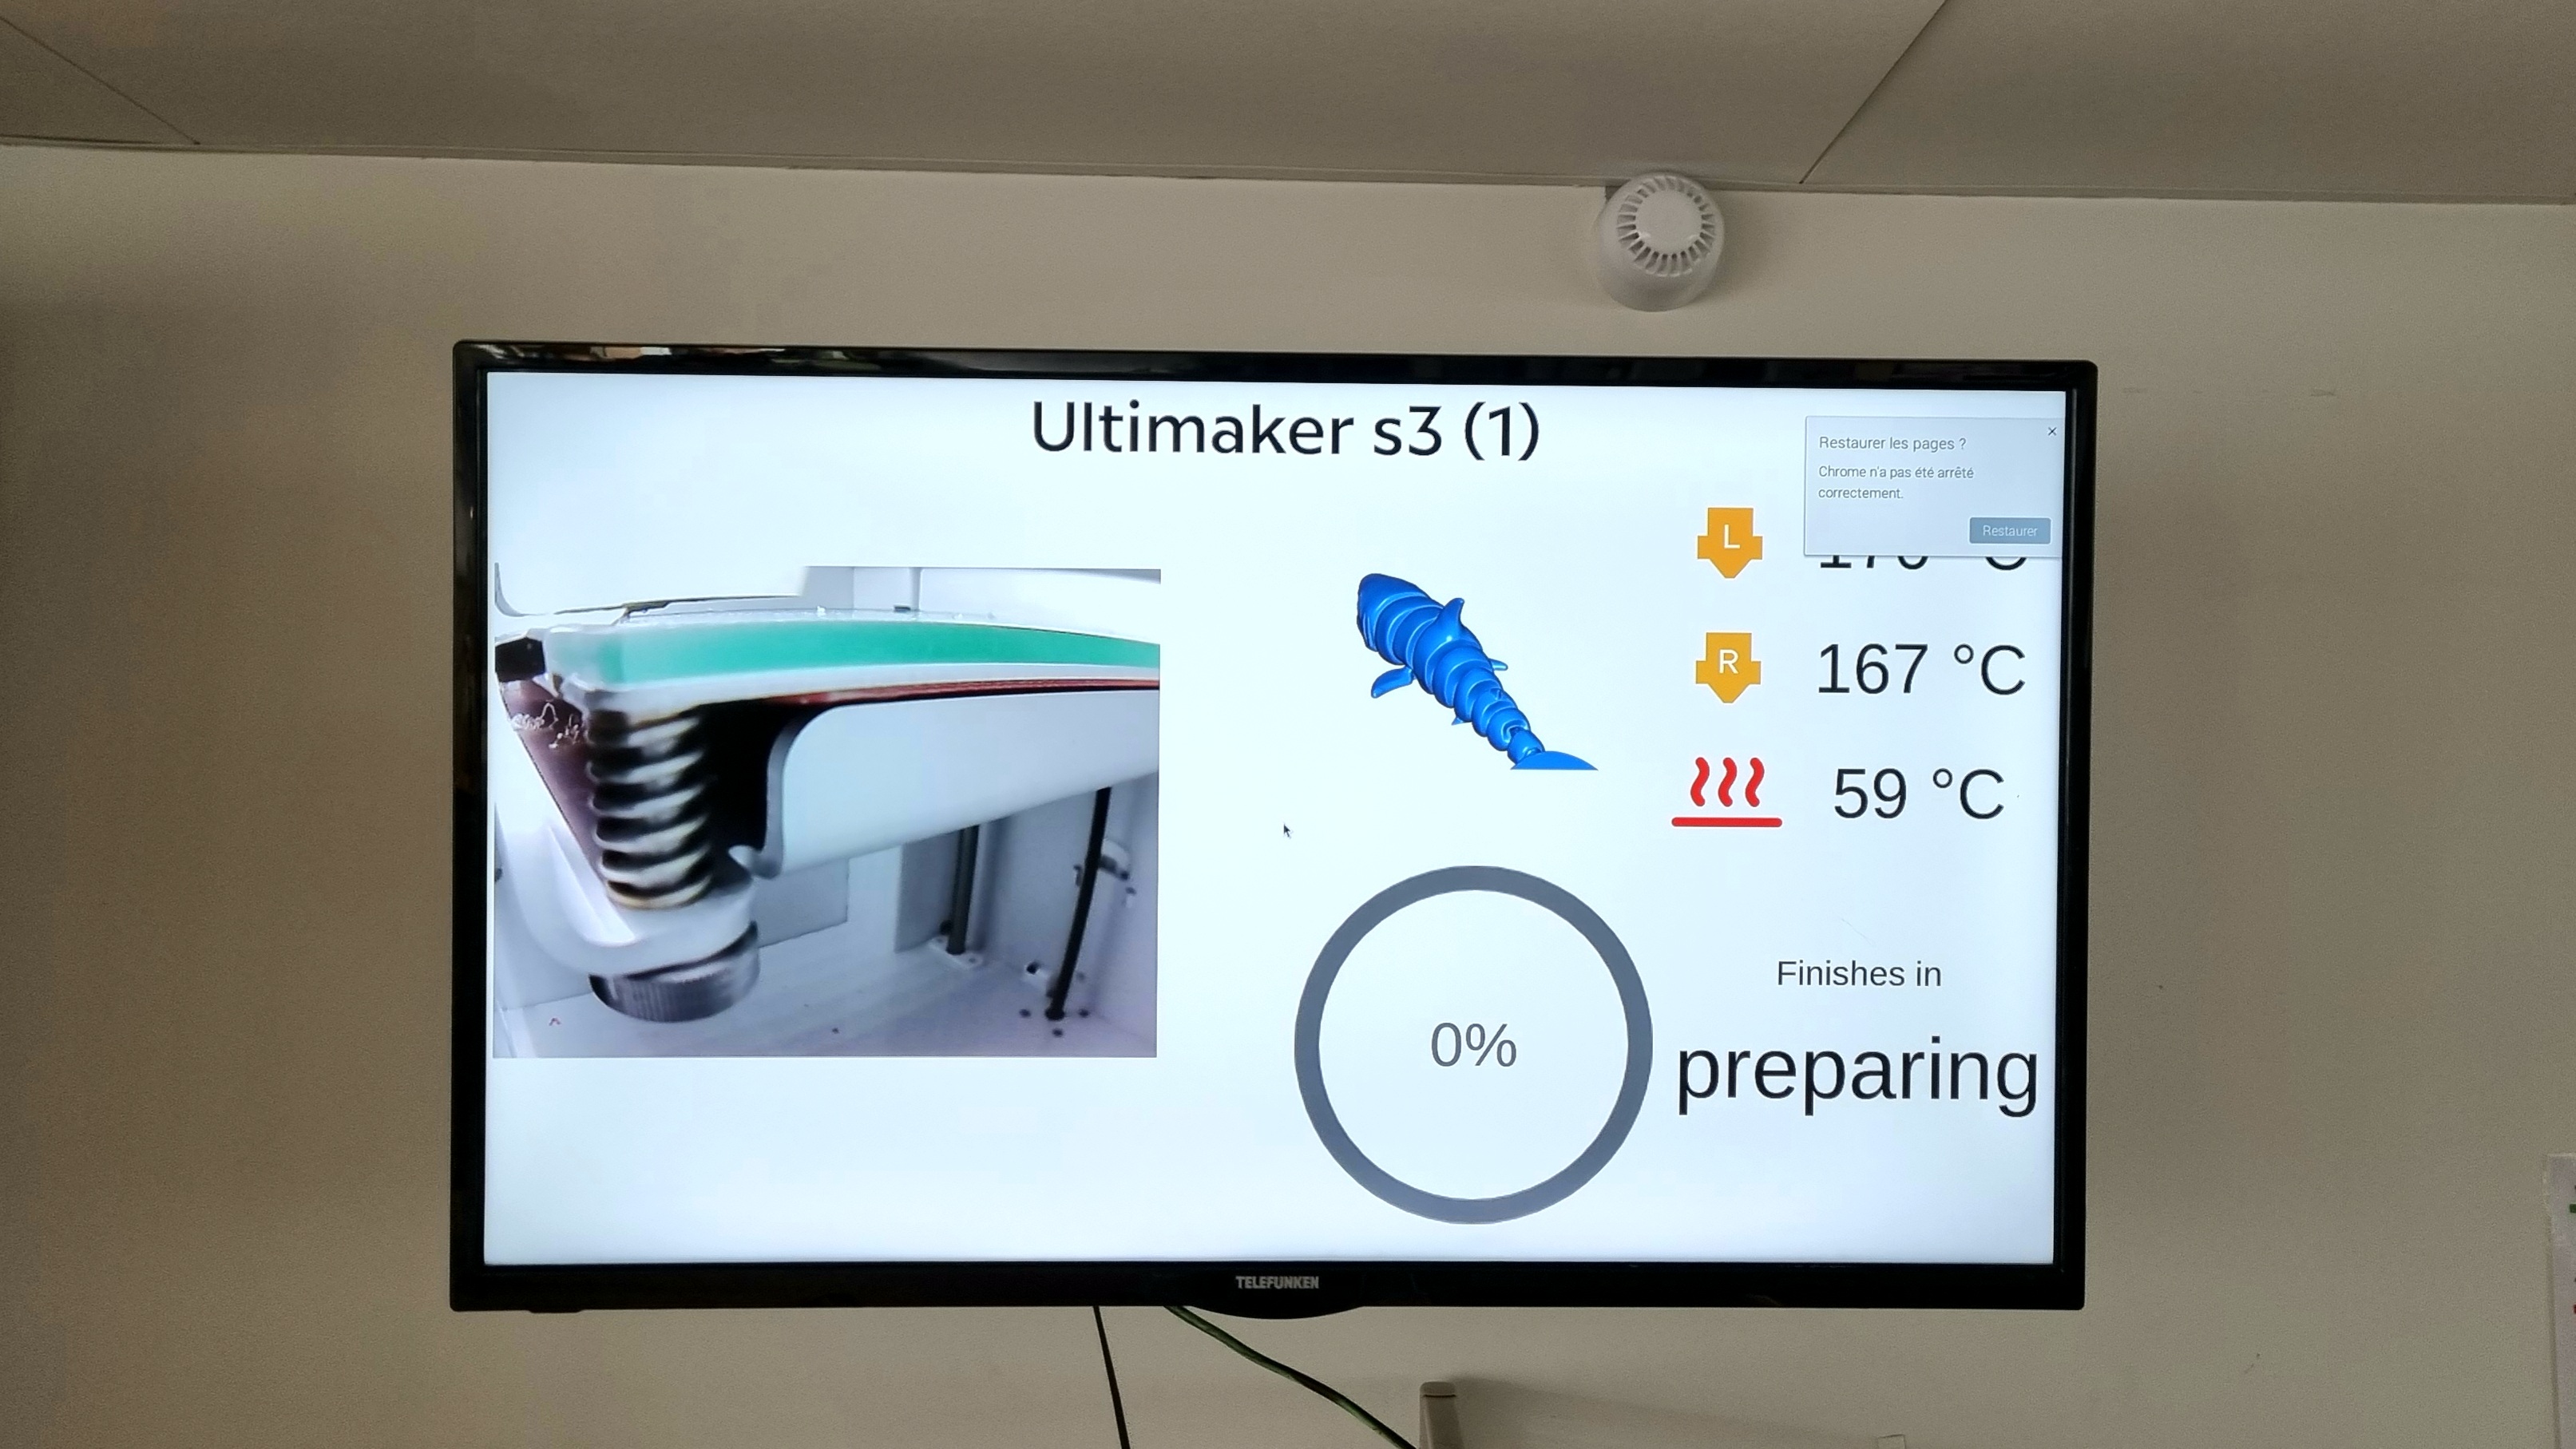 Ultimaker s3 (1)
Restaurer les pages ?
Chrome n'a pas été arrêté
correctement.
Restaurer
L
R
167 °C
59 °C
0%
Finishes in
preparing
TELEFUNKEN